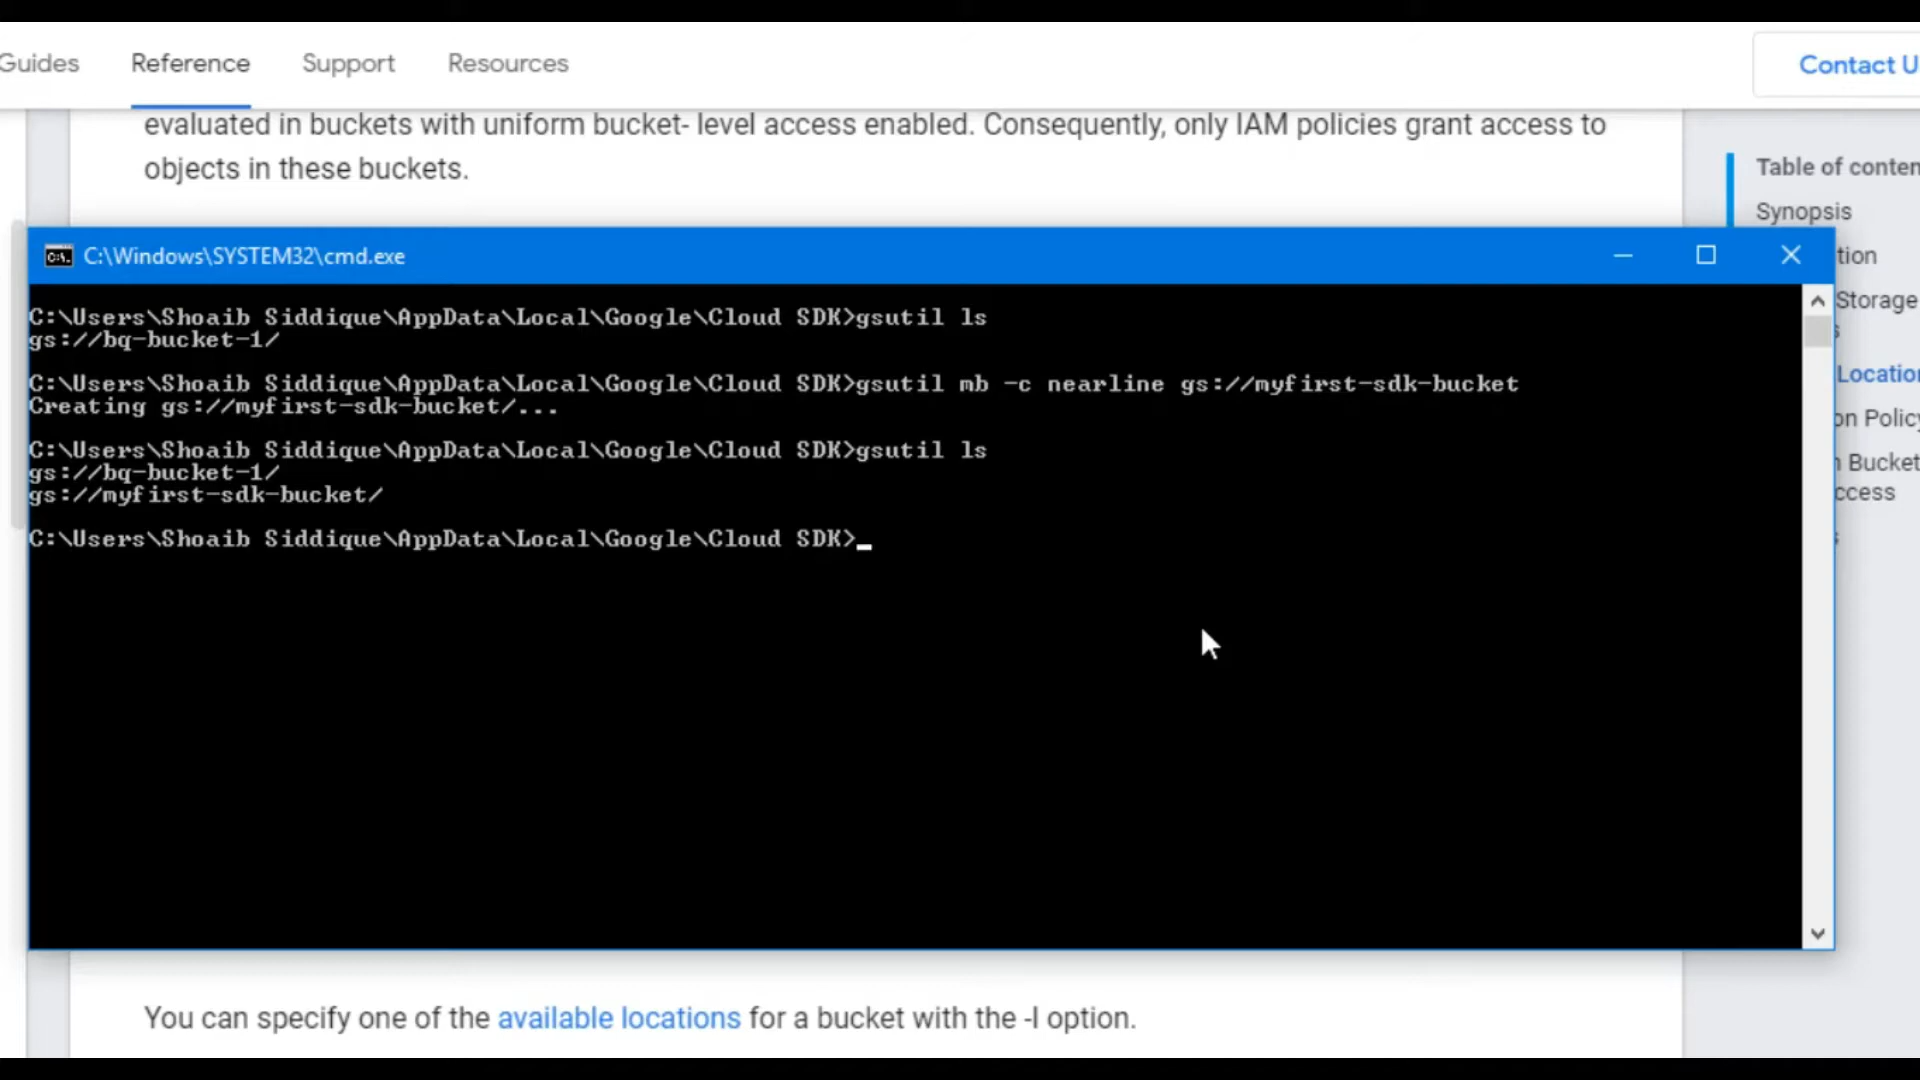 Guides Reference Support Resources Contact U
evaluated in buckets with uniform bucket- level access enabled. Consequently, only IAM policies grant access to
objects in these buckets.
Table of conten
Synopsis
tion
Storage
s
Location
on Policy
n Bucket
ccess
s
C:\Windows\SYSTEM32\cmd.exe
C:\Users\Shoaib Siddique\AppData\Local\Google\Cloud SDK>gsutil ls
gs://bq-bucket-1/
C:\Users\Shoaib Siddique\AppData\Local\Google\Cloud SDK>gsutil mb -c nearline gs://myfirst-sdk-bucket
Creating gs://myfirst-sdk-bucket/...
C:\Users\Shoaib Siddique\AppData\Local\Google\Cloud SDK>gsutil ls
gs://bq-bucket-1/
gs://myfirst-sdk-bucket/
C:\Users\Shoaib Siddique\AppData\Local\Google\Cloud SDK>_
You can specify one of the available locations for a bucket with the -l option.